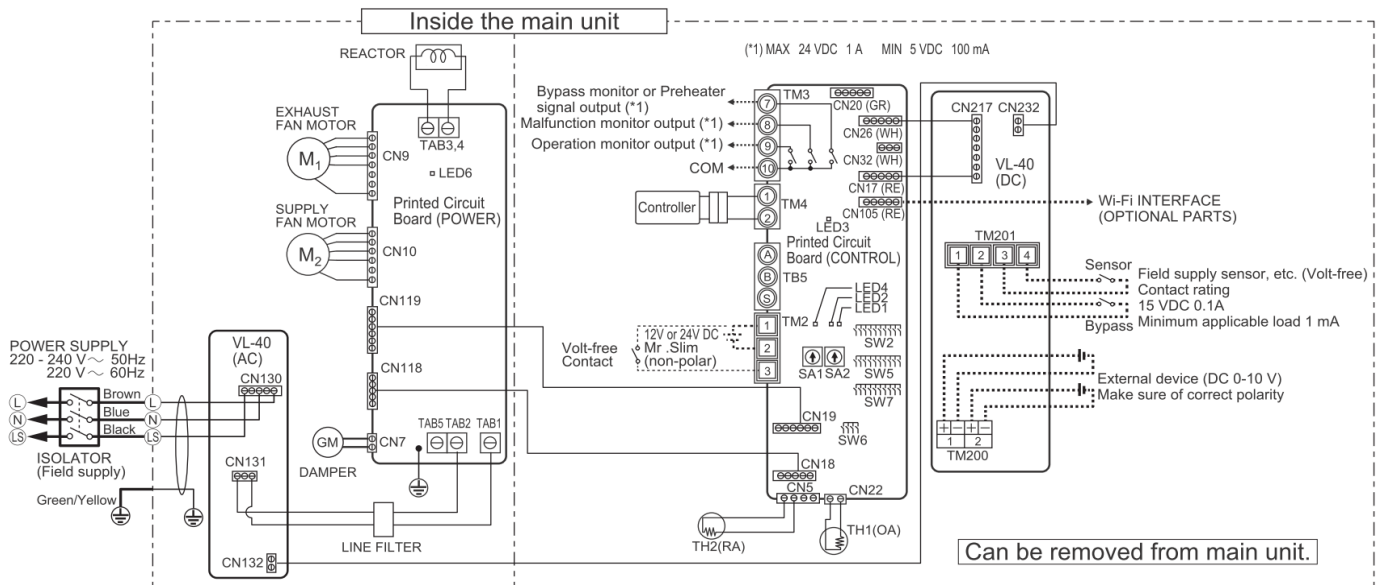 Inside the main unit
REACTOR
(*1) MAX 24 VDC 1 A MIN 5 VDC 100 mA
EXHAUST
FAN MOTOR
M1
CN9
TAB3,4
LED6
Printed Circuit
Board (POWER)
SUPPLY
FAN MOTOR
M2
CN10
CN119
CN118
GM
DAMPER
CN7
TAB5 TAB2 TAB1
LINE FILTER
VL-40
(AC)
CN130
CN131
CN132
POWER SUPPLY
220 - 240 V～ 50Hz
220 V～ 60Hz
L Brown L
N Blue N
LS Black LS
ISOLATOR
(Field supply)
Green/Yellow
Bypass monitor or Preheater
signal output (*1)
Malfunction monitor output (*1)
Operation monitor output (*1)
COM
7
8
9
10
TM3
Controller
1
2
TM4
A
B
S
TB5
1
2
3
TM2
Volt-free
Contact
12V or 24V DC
Mr .Slim
(non-polar)
CN20 (GR)
CN26 (WH)
CN32 (WH)
CN17 (RE)
CN105 (RE)
LED3
Printed Circuit
Board (CONTROL)
LED4
LED2
LED1
SW2
SA1 SA2
SW5
SW7
CN19
SW6
CN18
CN5
CN22
TH2(RA)
TH1(OA)
CN217 CN232
VL-40
(DC)
Wi-Fi INTERFACE
(OPTIONAL PARTS)
TM201
1 2 3 4
Sensor
Field supply sensor, etc. (Volt-free)
Contact rating
15 VDC 0.1A
Bypass Minimum applicable load 1 mA
External device (DC 0-10 V)
Make sure of correct polarity
+ − + −
1 2
TM200
Can be removed from main unit.